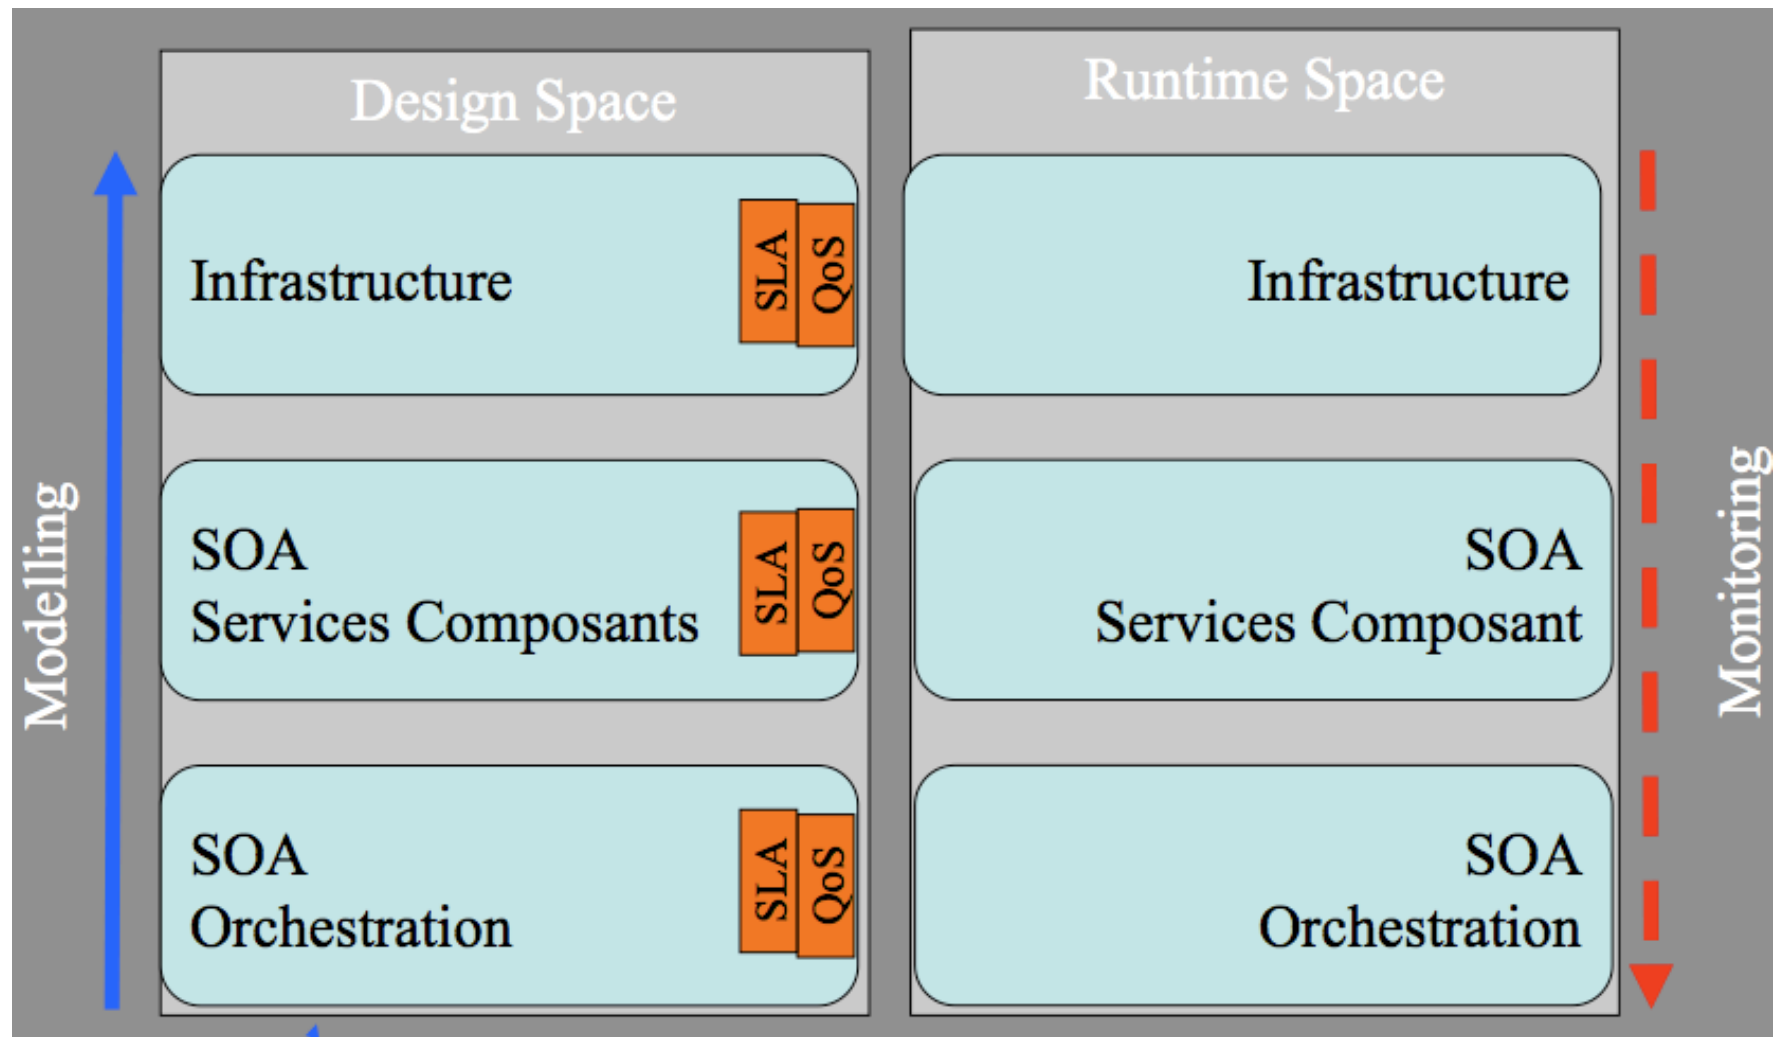 Design Space
Runtime Space
Modelling
Infrastructure
SLA
QoS
Infrastructure
SOA
Services Composants
SLA
QoS
SOA
Services Composant
SOA
Orchestration
SLA
QoS
SOA
Orchestration
Monitoring